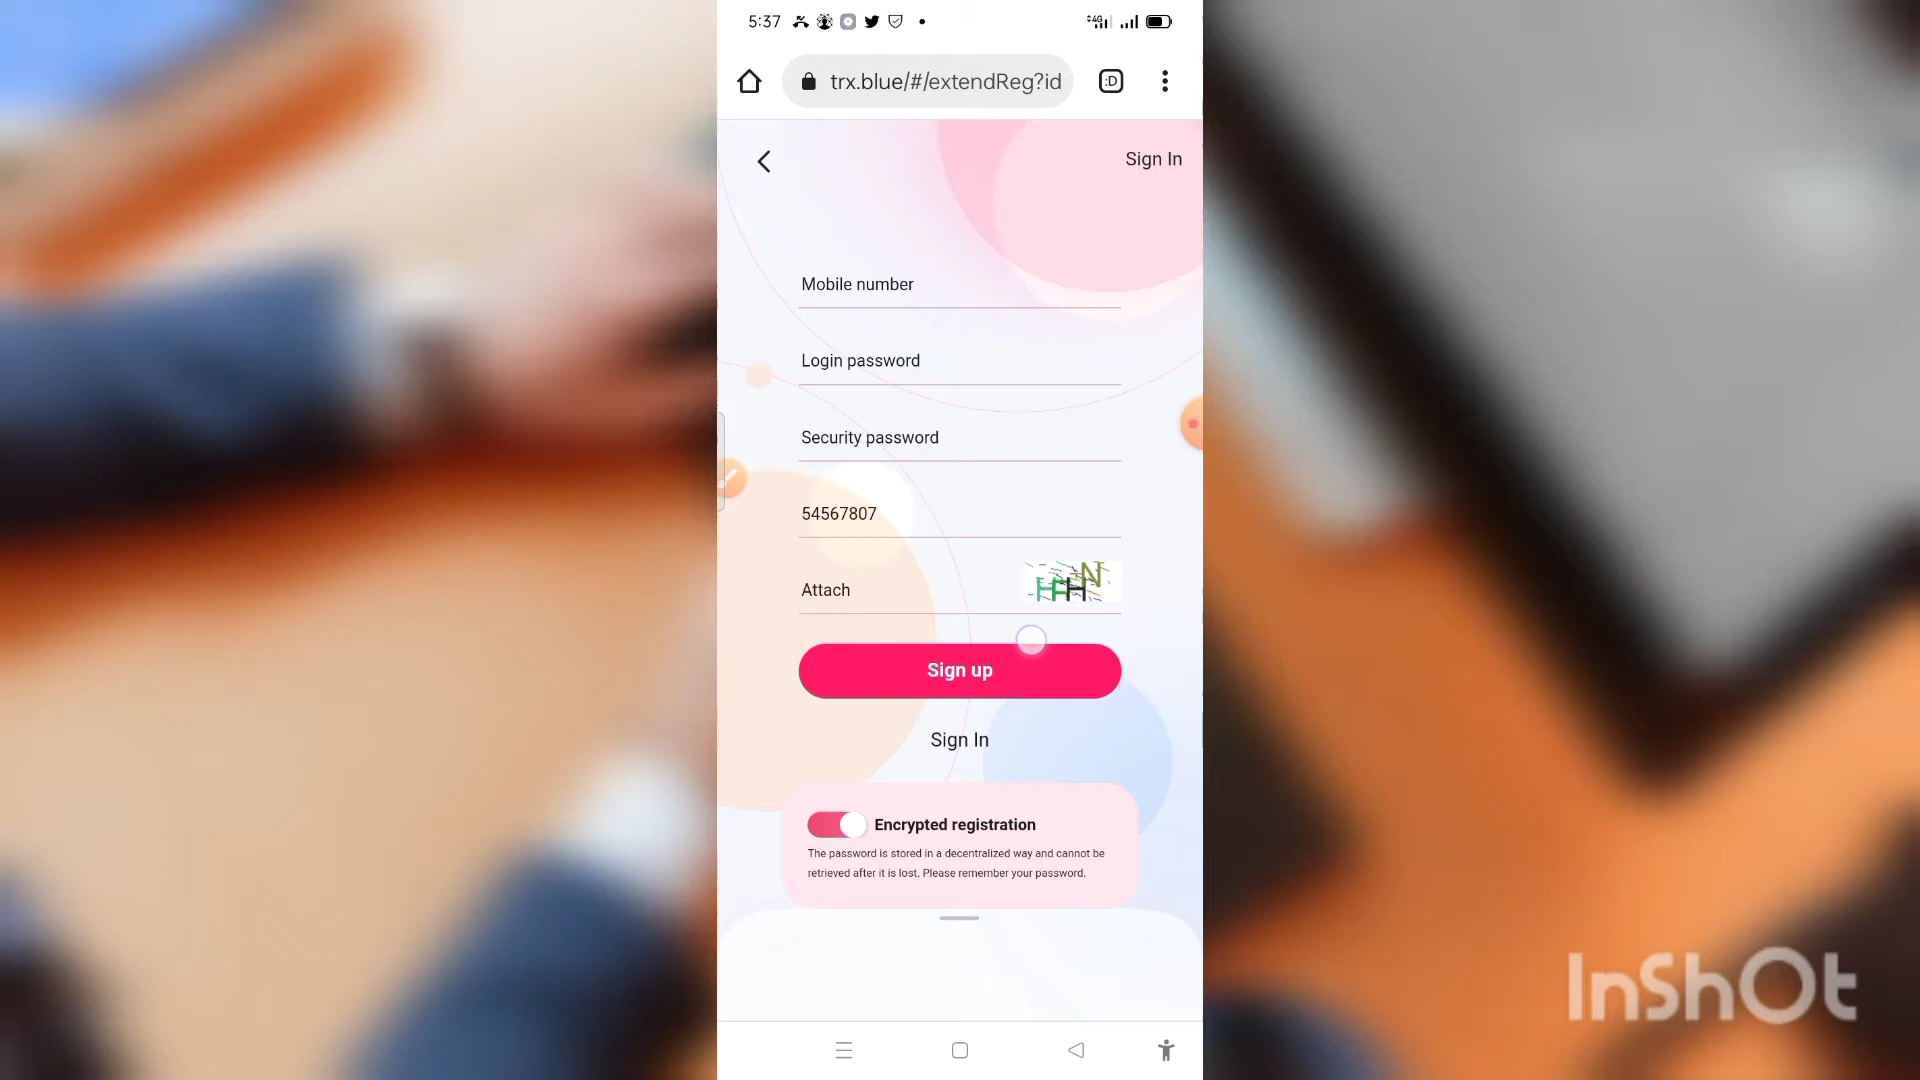 5:37
4G
trx.blue/#/extendReg?id
:D
Sign In
Mobile number
Login password
Security password
54567807
Attach
HHHN
Sign up
Sign In
Encrypted registration
The password is stored in a decentralized way and cannot be
retrieved after it is lost. Please remember your password.
InShOt